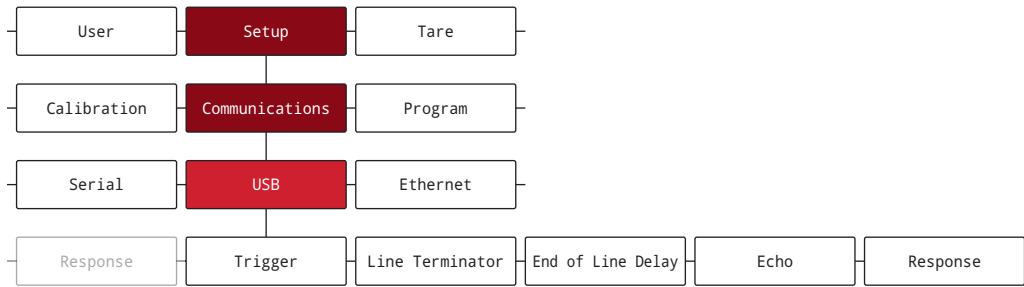 User Setup Tare
Calibration Communications Program
Serial USB Ethernet
Response Trigger Line Terminator End of Line Delay Echo Response